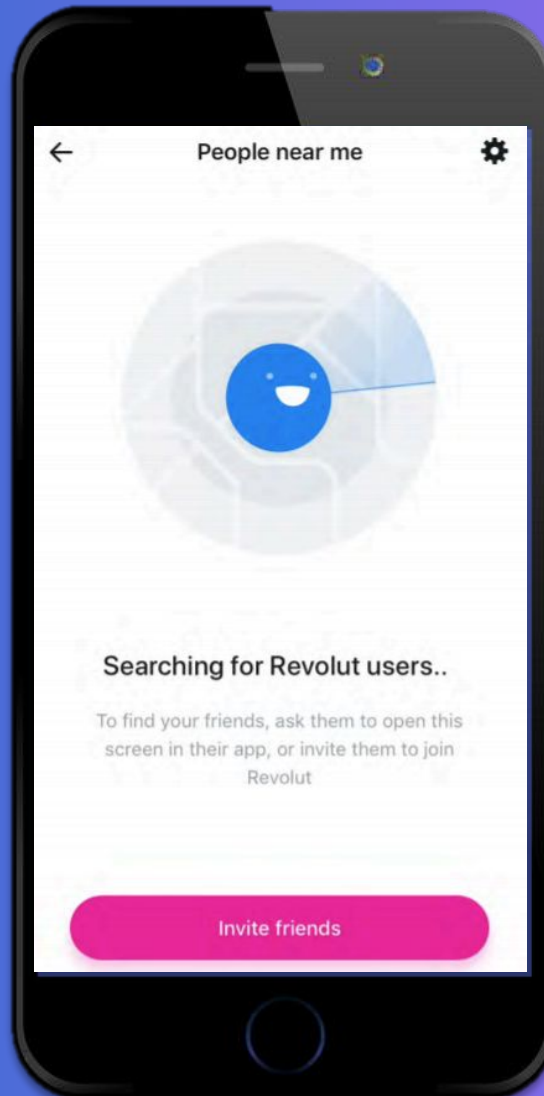 People near me
Searching for Revolut users..
To find your friends, ask them to open this
screen in their app, or invite them to join
Revolut
Invite friends